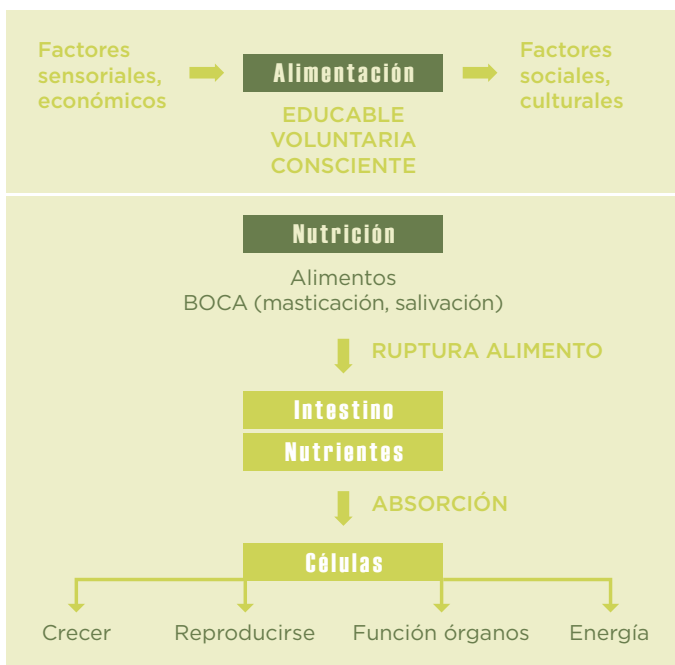 Factores
sensoriales,
económicos
Alimentación
Factores
sociales,
culturales
EDUCABLE
VOLUNTARIA
CONSCIENTE
Nutrición
Alimentos
BOCA (masticación, salivación)
RUPTURA ALIMENTO
Intestino
Nutrientes
ABSORCIÓN
Células
Crecer
Reproducirse
Función órganos
Energía